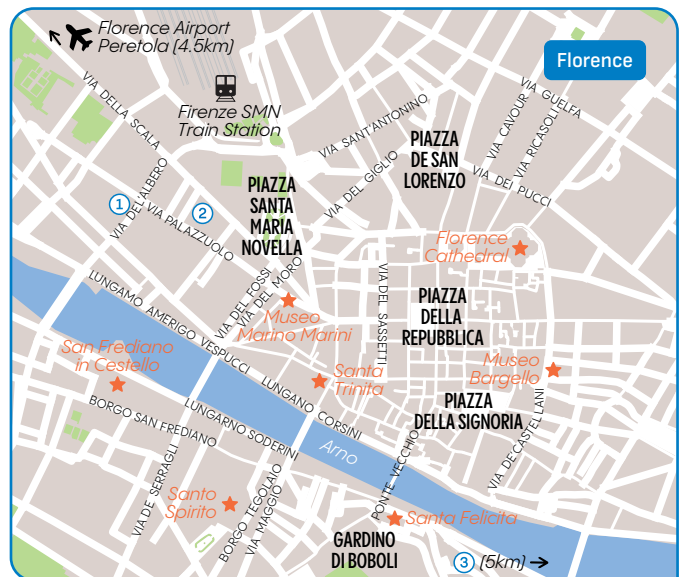 Florence Airport
Peretola (4.5km)
Florence
VIA DELLA SCALA
Firenze SMN
Train Station
VIA SANT'ANTONINO
VIA GUELFA
VIA CAVOUR
VIA RICASOLI
PIAZZA
DE SAN
LORENZO
VIA DEI PUCCI
VIA DEL GIGLIO
PIAZZA
SANTA
MARIA
NOVELLA
VIA DEL'ALBERO
1
2
VIA PALAZZUOLO
Florence
Cathedral
VIA DEL FOSSI
VIA DEL MORO
LUNGAMO AMERIGO VESPUCCI
Museo
Marino Marini
VIA DEL SASSETTI
PIAZZA
DELLA
REPUBBLICA
San Frediano
in Cestello
Santa
Trinita
Museo
Bargello
LUNGANO CORSINI
PIAZZA
DELLA SIGNORIA
BORGO SAN FREDIANO
LUNGARNO SODERINI
Arno
PONTE VECCHIO
VIA DE'CASTELLANI
VIA DE SERRAGLI
Santo
Spirito
BORGO TEGOLAIO
VIA MAGGIO
Santa Felicita
GARDINO
DI BOBOLI
3 (5km)